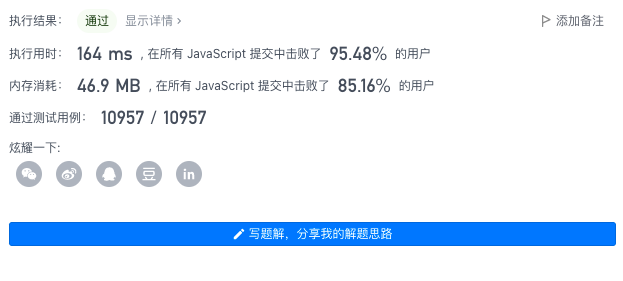 执行结果： 通过 显示详情 › 添加备注
执行用时： 164 ms , 在所有 JavaScript 提交中击败了 95.48% 的用户
内存消耗： 46.9 MB , 在所有 JavaScript 提交中击败了 85.16% 的用户
通过测试用例： 10957 / 10957
炫耀一下:
豆 in
写题解，分享我的解题思路